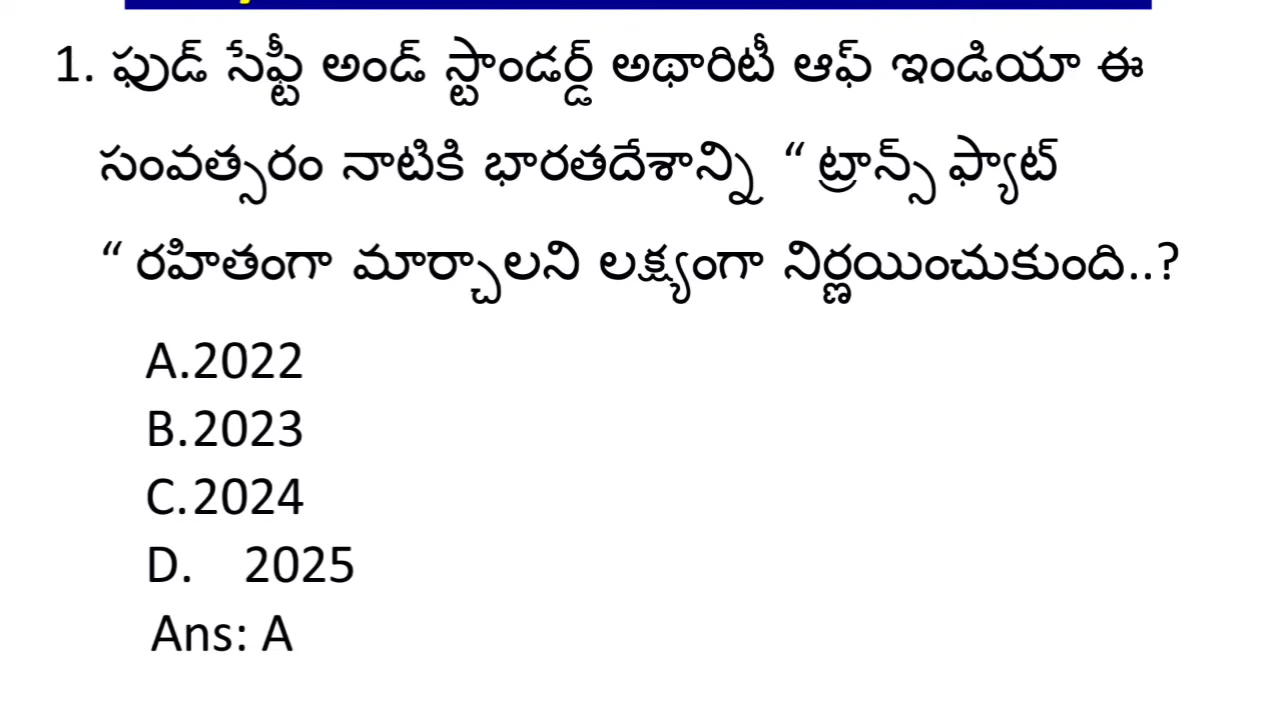 1. ఫుడ్ సేఫ్టీ అండ్ స్టాండర్డ్ అథారిటీ ఆఫ్ ఇండియా ఈ
సంవత్సరం నాటికి భారతదేశాన్ని “ ట్రాన్స్ ఫ్యాట్
“ రహితంగా మార్చాలని లక్ష్యంగా నిర్ణయించుకుంది..?
A.2022
B.2023
C.2024
D. 2025
Ans: A